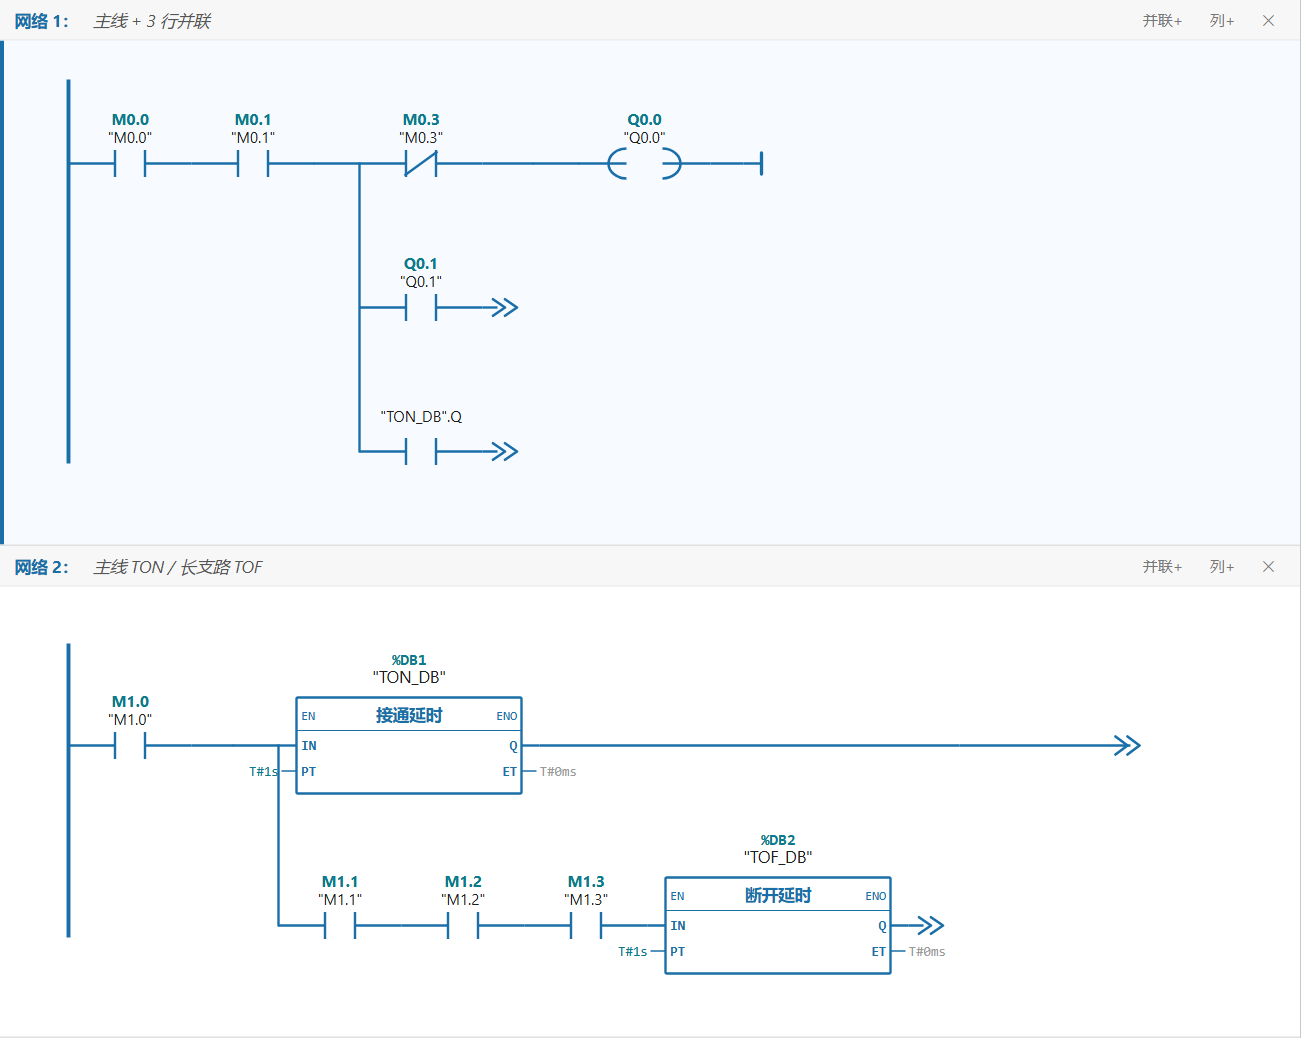 网络 1: 主线 + 3 行并联 并联+ 列+ ×
M0.0 M0.1 M0.3 Q0.0
"M0.0" "M0.1" "M0.3" "Q0.0"
Q0.1
"Q0.1"
"TON_DB".Q
网络 2: 主线 TON / 长支路 TOF 并联+ 列+ ×
%DB1
"TON_DB"
M1.0
"M1.0"
EN 接通延时 ENO
IN Q
T#1s PT ET T#0ms
%DB2
"TOF_DB"
M1.1 M1.2 M1.3
"M1.1" "M1.2" "M1.3"
EN 断开延时 ENO
IN Q
T#1s PT ET T#0ms